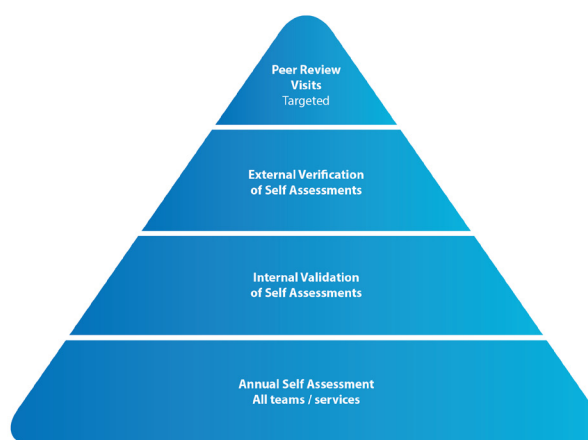 Peer Review
Visits
Targeted
External Verification
of Self Assessments
Internal Validation
of Self Assessments
Annual Self Assessment
All teams / services